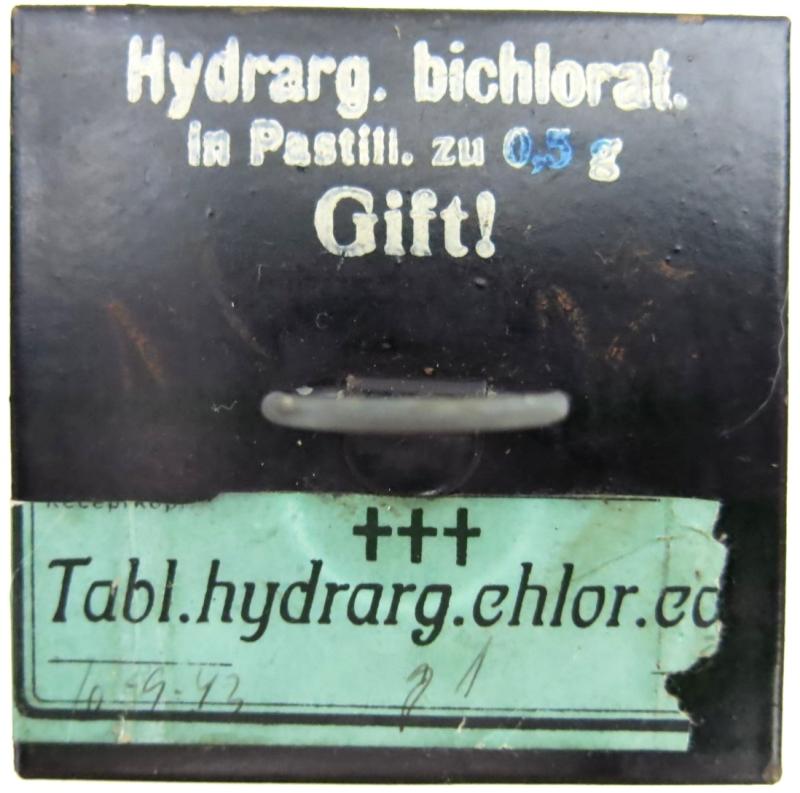 Hydrarg. bichlorat.
in Pastill. zu 0,5 g
Gift!
†††
Tabl.hydrarg.chlor.co